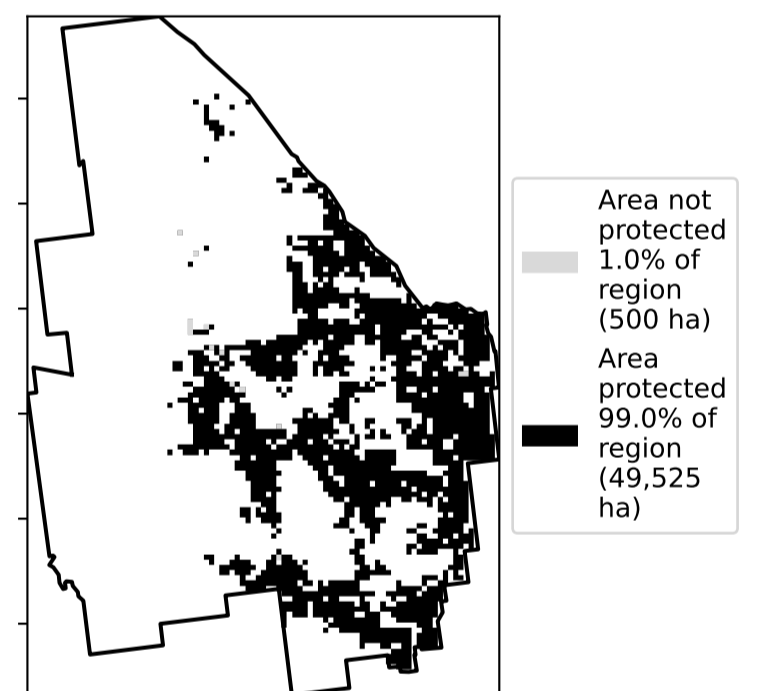 Area not
protected
1.0% of
region
(500 ha)
Area
protected
99.0% of
region
(49,525
ha)